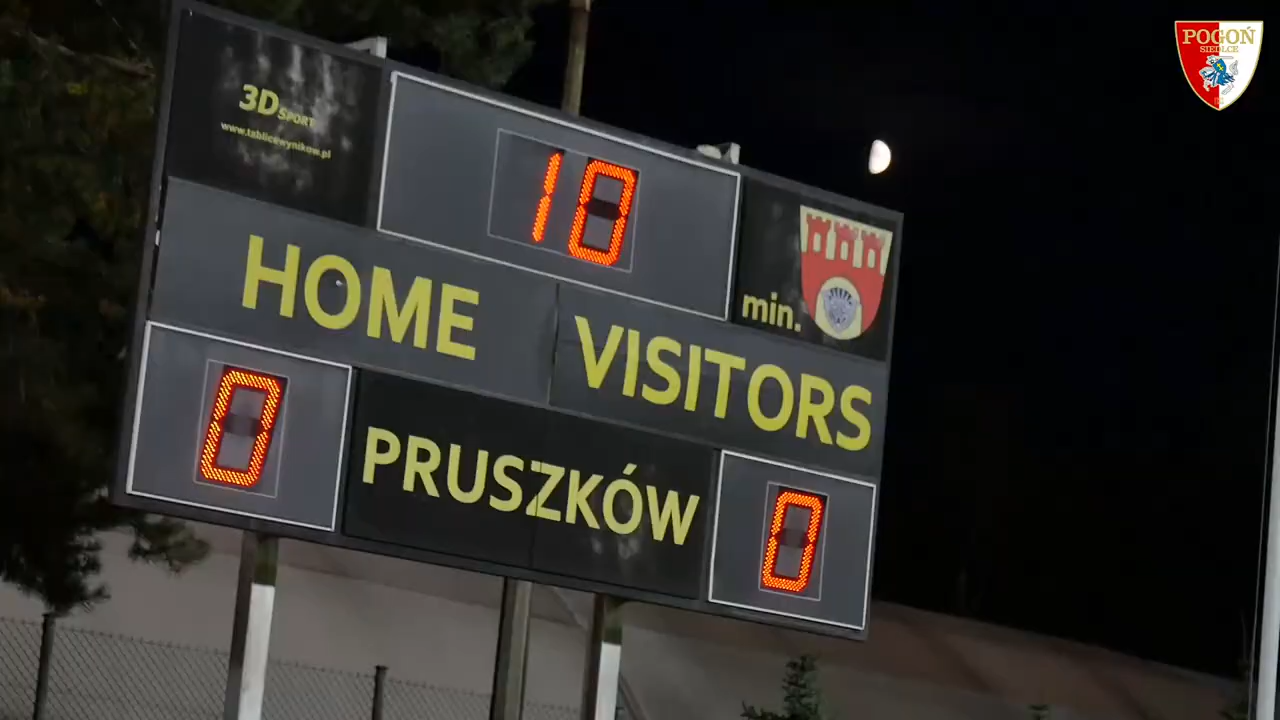 POGOŃ
SIEDLCE
3D SPORT
www.tablicewynikow.pl
10
min.
HOME
VISITORS
0
PRUSZKÓW
0